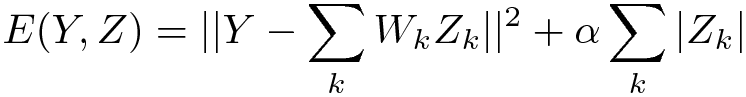 E(Y, Z) = ||Y − ∑_k W_k Z_k||² + α ∑_k |Z_k|